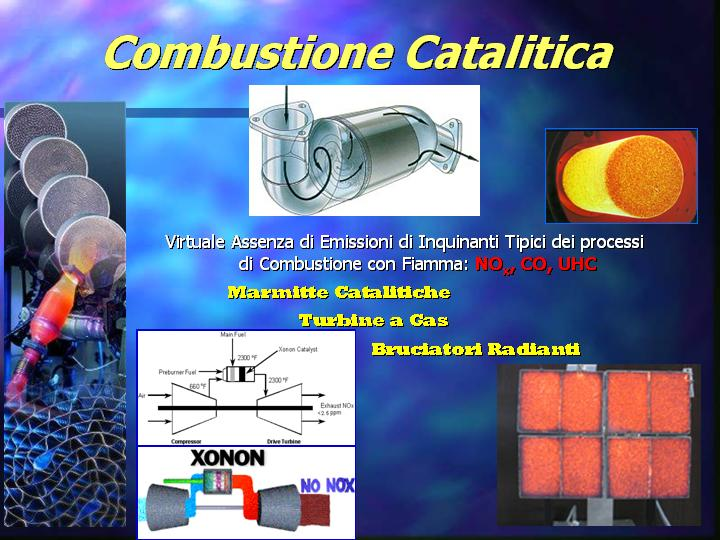 Combustione Catalitica
Virtuale Assenza di Emissioni di Inquinanti Tipici dei processi
di Combustione con Fiamma: NOx, CO, UHC
Marmitte Catalitiche
Turbine a Gas
Bruciatori Radianti
Main Fuel
Xonon Catalyst
2300 °F
Preburner Fuel
2300 °F
660 °F
Air
Exhaust NOx
<2.5 ppm
Compressor
Drive Turbine
XONON
NO NOX